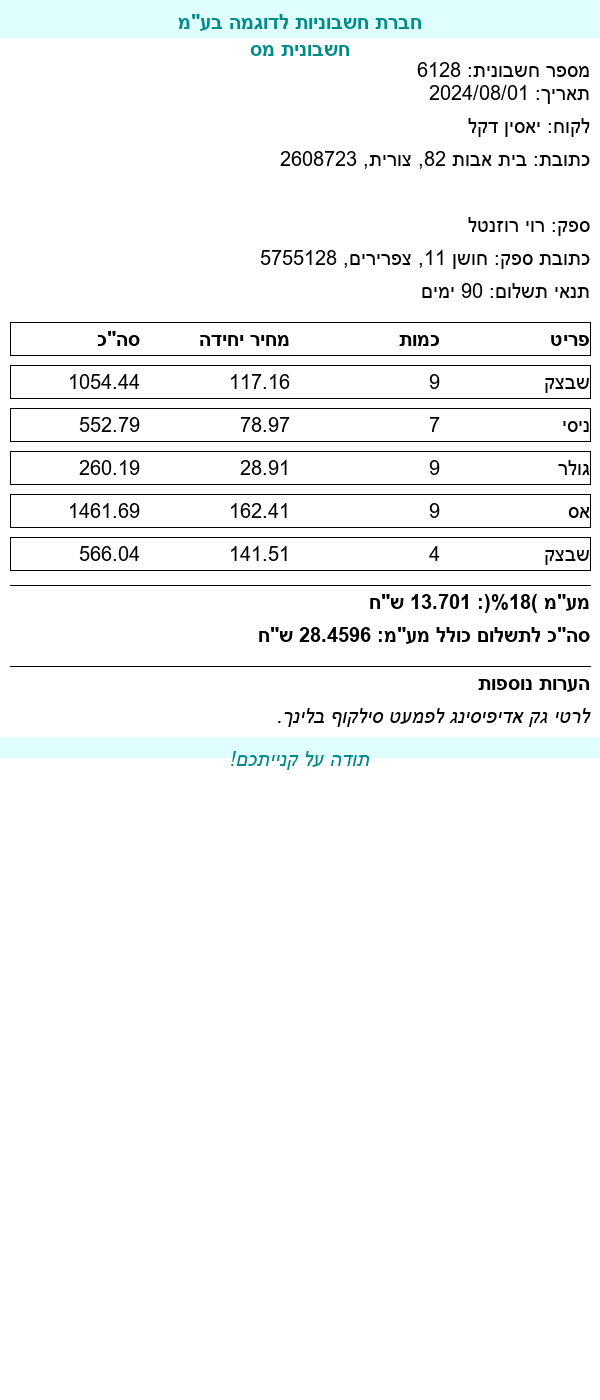 חברת חשבוניות לדוגמה בע"מ
חשבונית מס
מספר חשבונית: 6128
תאריך: 2024/08/01
לקוח: יאסין דקל
כתובת: בית אבות 82, צורית, 2608723
ספק: רוי רוזנטל
כתובת ספק: חושן 11, צפרירים, 5755128
תנאי תשלום: 90 ימים
פריט כמות מחיר יחידה סה"כ
שבצק 9 117.16 1054.44
ניסי 7 78.97 552.79
גולר 9 28.91 260.19
אס 9 162.41 1461.69
שבצק 4 141.51 566.04
מע"מ )18%(: 13.701 ש"ח
סה"כ לתשלום כולל מע"מ: 28.4596 ש"ח
הערות נוספות
לרטי גק אדיפיסינג לפמעט סילקוף בלינך.
תודה על קנייתכם!